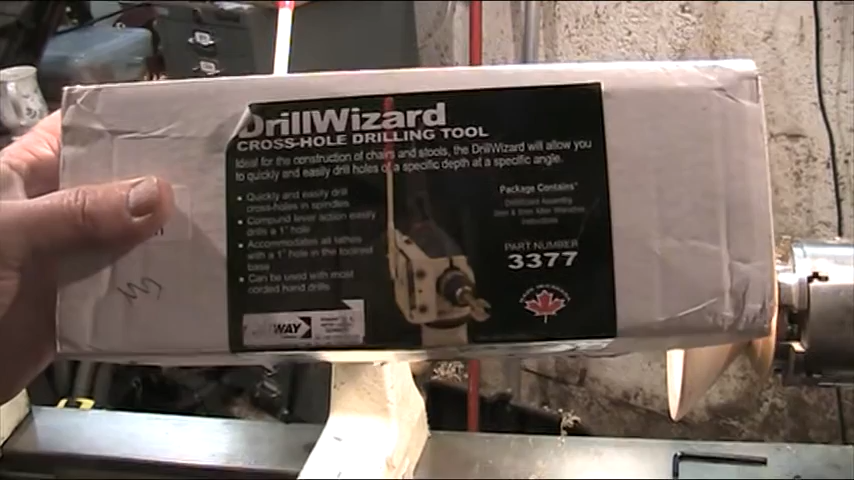 DrillWizard
CROSS-HOLE DRILLING TOOL
Ideal for the construction of chairs and stools, the DrillWizard will allow you
to quickly and easily drill holes of a specific depth at a specific angle.
• Quickly and easily drill
cross-holes in spindles
• Compound lever action easily
drills a 1" hole
• Accommodates all lathes
with a 1" hole in the toolrest
base
• Can be used with most
corded hand drills
Package Contains
DrillWizard Assembly
PART NUMBER
3377
WAY